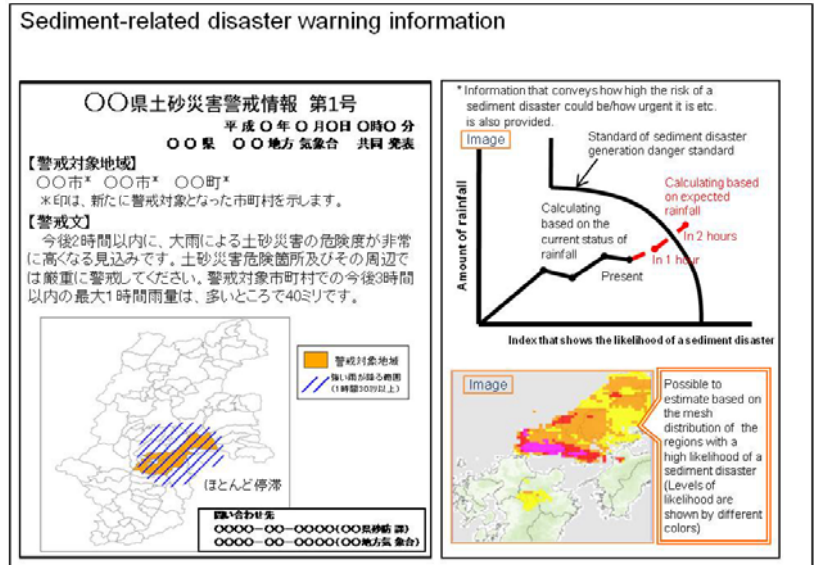 Sediment-related disaster warning information
〇〇県土砂災害警戒情報 第1号
平成〇年〇月〇日 〇時〇分
〇〇県 〇〇地方気象台 共同発表
【警戒対象地域】
〇〇市* 〇〇市* 〇〇町*
*印は、新たに警戒対象となった市町村を示します。
【警戒文】
今後2時間以内に、大雨による土砂災害の危険度が非常
に高くなる見込みです。土砂災害危険箇所及びその周辺で
は厳重に警戒してください。警戒対象市町村での今後3時間
以内の最大1時間雨量は、多いところで40ミリです。
警戒対象地域
強い雨が降る範囲
(1時間30ミリ以上)
ほとんど停滞
問い合わせ先
〇〇〇〇-〇〇-〇〇〇〇(〇〇県砂防課)
〇〇〇〇-〇〇-〇〇〇〇(〇〇地方気象台)
* Information that conveys how high the risk of a
sediment disaster could be/how urgent it is etc.
is also provided.
Image
Standard of sediment disaster
generation danger standard
Calculating based
on expected
rainfall
Calculating
based on the
current status of
rainfall
In 2 hours
In 1 hour
Present
Amount of rainfall
Index that shows the likelihood of a sediment disaster
Image
Possible to
estimate based on
the mesh
distribution of the
regions with a
high likelihood of a
sediment disaster
(Levels of
likelihood are
shown by different
colors)